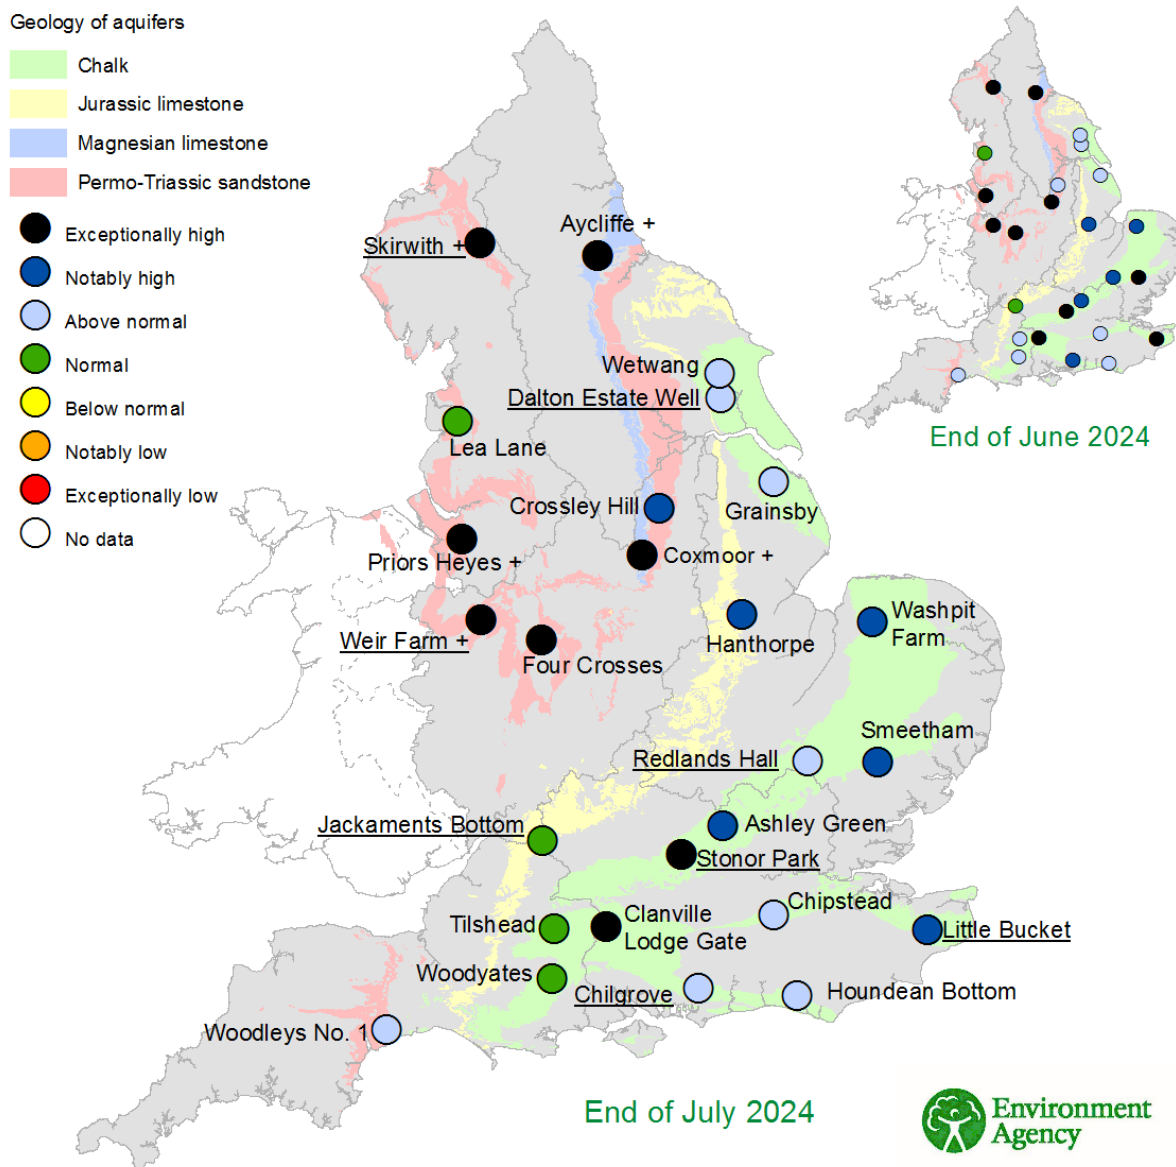 Geology of aquifers
Chalk
Jurassic limestone
Magnesian limestone
Permo-Triassic sandstone
Exceptionally high
Notably high
Above normal
Normal
Below normal
Notably low
Exceptionally low
No data
Skirwith +
Aycliffe +
Wetwang
Dalton Estate Well
Lea Lane
Crossley Hill
Grainsby
Priors Heyes +
Coxmoor +
Weir Farm +
Four Crosses
Hanthorpe
Washpit
Farm
Smeetham
Redlands Hall
Jackaments Bottom
Ashley Green
Stonor Park
Tilshead
Clanville
Lodge Gate
Chipstead
Little Bucket
Woodyates
Chilgrove
Houndean Bottom
Woodleys No. 1
End of June 2024
End of July 2024
Environment
Agency